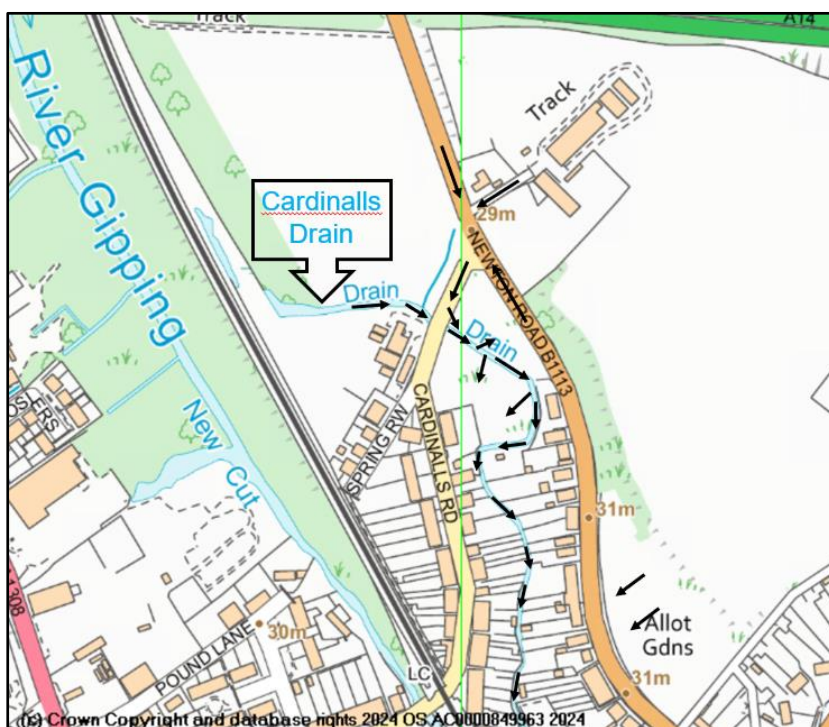 Track
A14
River Gipping
Track
Cardinalls
Drain
29m
NEWTON ROAD B1113
Drain
Drain
New Cut
SPRING RW
CARDINALLS RD
31m
Allot
Gdns
30m
POUND LANE
LC
31m
(c) Crown Copyright and database rights 2024 OS AC0000849963 2024